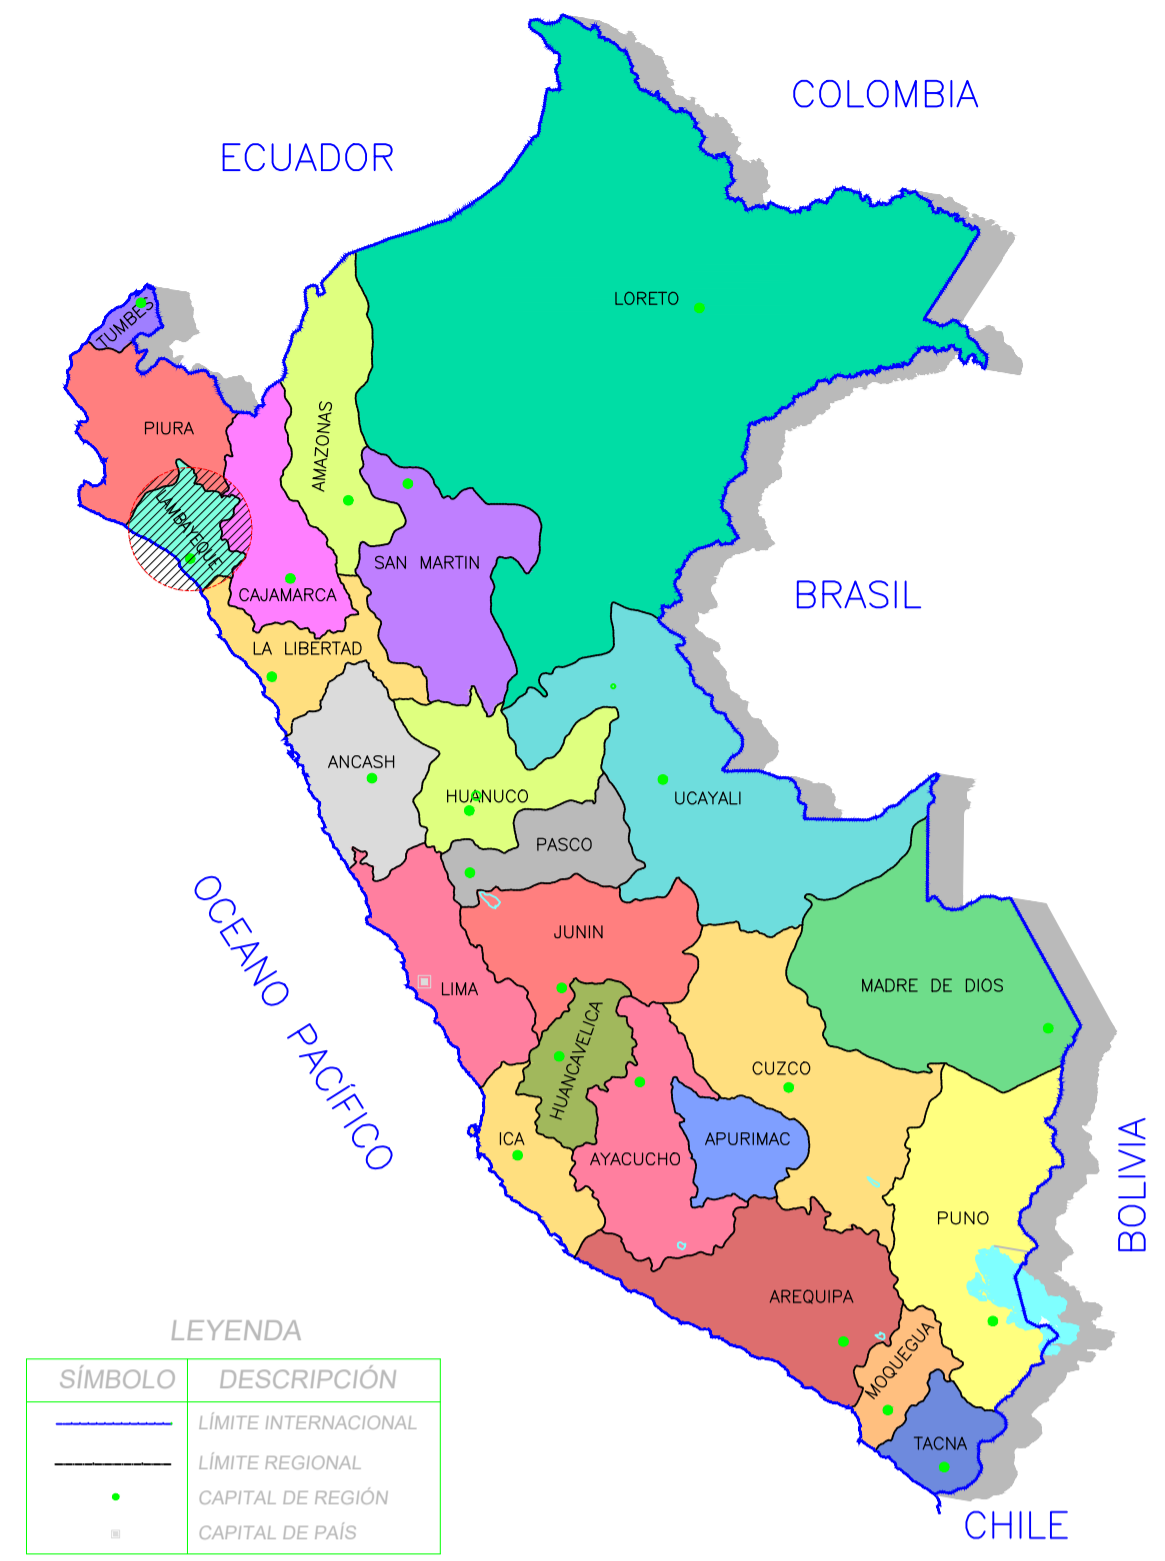 COLOMBIA
ECUADOR
LORETO
TUMBES
PIURA
AMAZONAS
LAMBAYEQUE
SAN MARTIN
CAJAMARCA
BRASIL
LA LIBERTAD
ANCASH
HUANUCO
UCAYALI
PASCO
OCEANO PACÍFICO
JUNIN
LIMA
MADRE DE DIOS
HUANCAVELICA
CUZCO
ICA
APURIMAC
AYACUCHO
BOLIVIA
PUNO
AREQUIPA
MOQUEGUA
TACNA
CHILE
LEYENDA
SÍMBOLO DESCRIPCIÓN
LÍMITE INTERNACIONAL
LÍMITE REGIONAL
CAPITAL DE REGIÓN
CAPITAL DE PAÍS